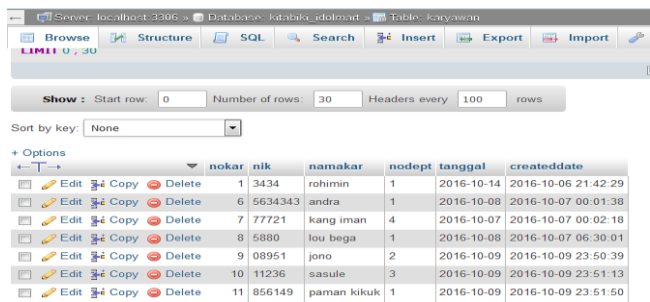 ← Server: localhost:3306 » Database: kitabiki_idolmart » Table: karyawan
Browse Structure SQL Search Insert Export Import
LIMIT 0 , 30
Show : Start row: 0 Number of rows: 30 Headers every 100 rows
Sort by key: None
+ Options
←T→ nokar nik namakar nodept tanggal createddate
Edit Copy Delete 1 3434 rohimin 1 2016-10-14 2016-10-06 21:42:29
Edit Copy Delete 6 5634343 andra 1 2016-10-08 2016-10-07 00:01:38
Edit Copy Delete 7 77721 kang iman 4 2016-10-07 2016-10-07 00:02:18
Edit Copy Delete 8 5880 lou bega 1 2016-10-08 2016-10-07 06:30:01
Edit Copy Delete 9 08951 jono 2 2016-10-09 2016-10-09 23:50:39
Edit Copy Delete 10 11236 sasule 3 2016-10-09 2016-10-09 23:51:13
Edit Copy Delete 11 856149 paman kikuk 1 2016-10-09 2016-10-09 23:51:50